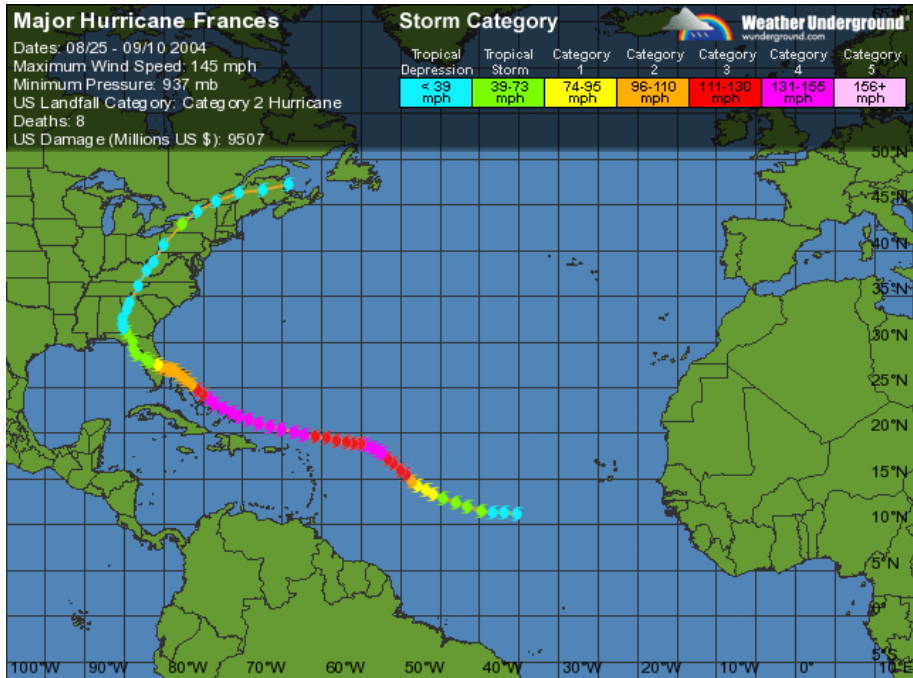 Major Hurricane Frances
Dates: 08/25 - 09/10 2004
Maximum Wind Speed: 145 mph
Minimum Pressure: 937 mb
US Landfall Category: Category 2 Hurricane
Deaths: 8
US Damage (Millions US $): 9507
Storm Category
Weather Underground®
wunderground.com
Tropical Depression Tropical Storm Category 1 Category 2 Category 3 Category 4 Category 5
< 39 mph 39-73 mph 74-95 mph 96-110 mph 111-130 mph 131-155 mph 156+ mph
50°N
45°N
40°N
35°N
30°N
25°N
20°N
15°N
10°N
5°N
0°
5°S
100°W 90°W 80°W 70°W 60°W 50°W 40°W 30°W 20°W 10°W 0° 10°E